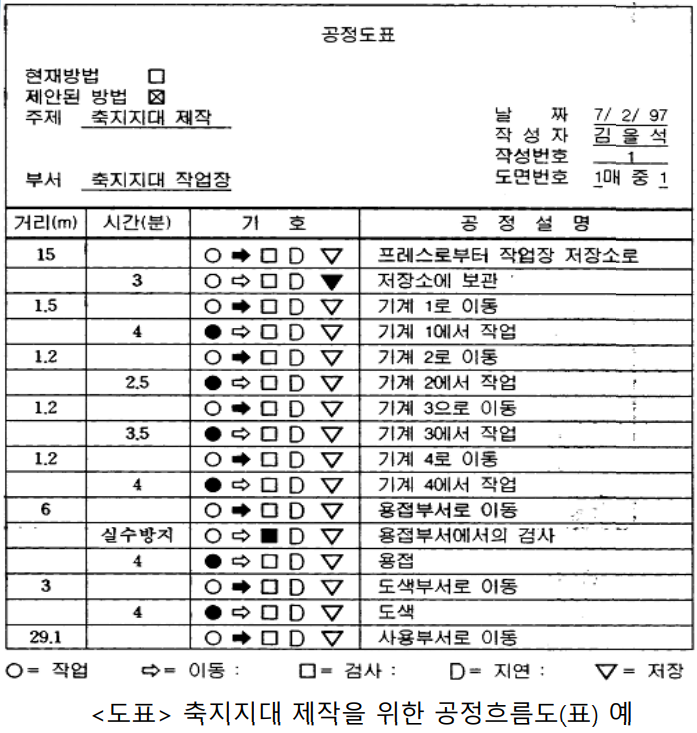 공정도표
현재방법 □
제안된 방법 ☒
주제 축지지대 제작
날 짜 7/ 2/ 97
작 성 자 김 울 석
작성번호 1
부서 축지지대 작업장
도면번호 1매 중 1
거리(m) 시간(분) 기 호 공 정 설 명
15 ○ ➡ □ D ▽ 프레스로부터 작업장 저장소로
3 ○ ⇨ □ D ▼ 저장소에 보관
1.5 ○ ➡ □ D ▽ 기계 1로 이동
4 ● ⇨ □ D ▽ 기계 1에서 작업
1.2 ○ ➡ □ D ▽ 기계 2로 이동
2.5 ● ⇨ □ D ▽ 기계 2에서 작업
1.2 ○ ➡ □ D ▽ 기계 3으로 이동
3.5 ● ⇨ □ D ▽ 기계 3에서 작업
1.2 ○ ➡ □ D ▽ 기계 4로 이동
4 ● ⇨ □ D ▽ 기계 4에서 작업
6 ○ ➡ □ D ▽ 용접부서로 이동
실수방지 ○ ⇨ ■ D ▽ 용접부서에서의 검사
4 ● ⇨ □ D ▽ 용접
3 ○ ➡ □ D ▽ 도색부서로 이동
4 ● ⇨ □ D ▽ 도색
29.1 ○ ➡ □ D ▽ 사용부서로 이동
○= 작업 ⇨= 이동 : □= 검사 : D= 지연 : ▽= 저장
<도표> 축지지대 제작을 위한 공정흐름도(표) 예